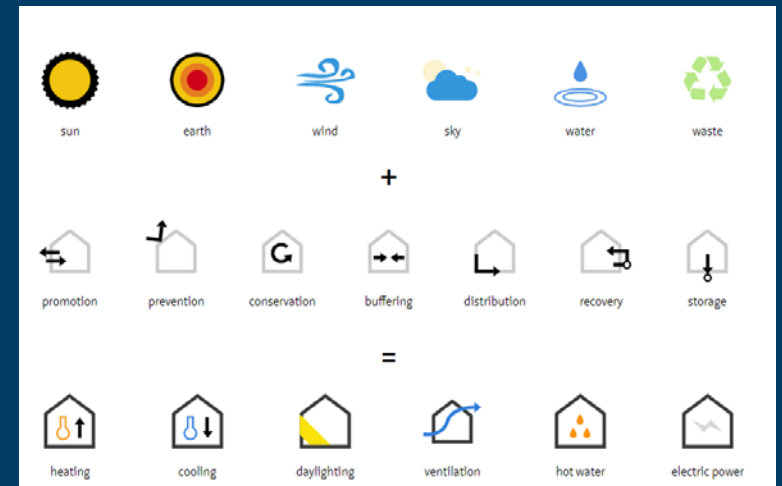 sun earth wind sky water waste
+
promotion prevention conservation buffering distribution recovery storage
=
heating cooling daylighting ventilation hot water electric power